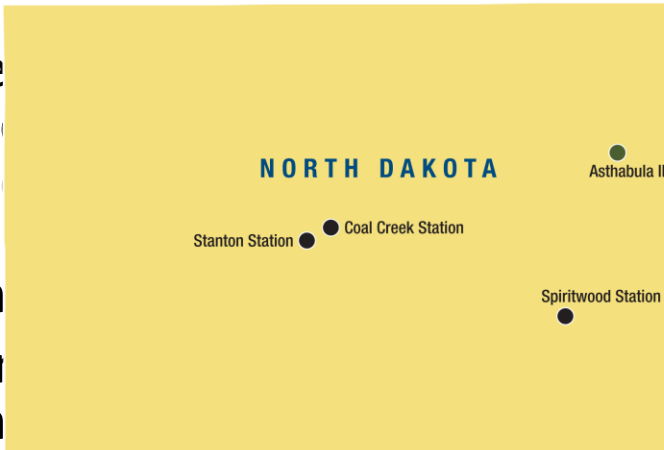 NORTH DAKOTA
Asthabula II
Coal Creek Station
Stanton Station
Spiritwood Station